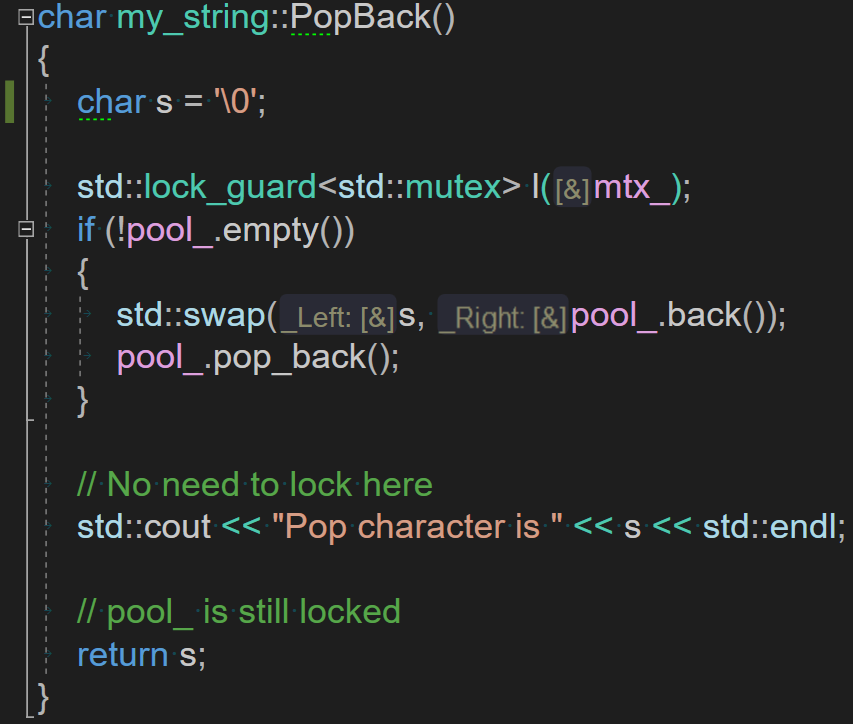 char my_string::PopBack()
{
char s = '\0';
std::lock_guard<std::mutex> l([&]mtx_);
if (!pool_.empty())
{
std::swap(_Left: [&]s, _Right: [&]pool_.back());
pool_.pop_back();
}
// No need to lock here
std::cout << "Pop character is " << s << std::endl;
// pool_ is still locked
return s;
}